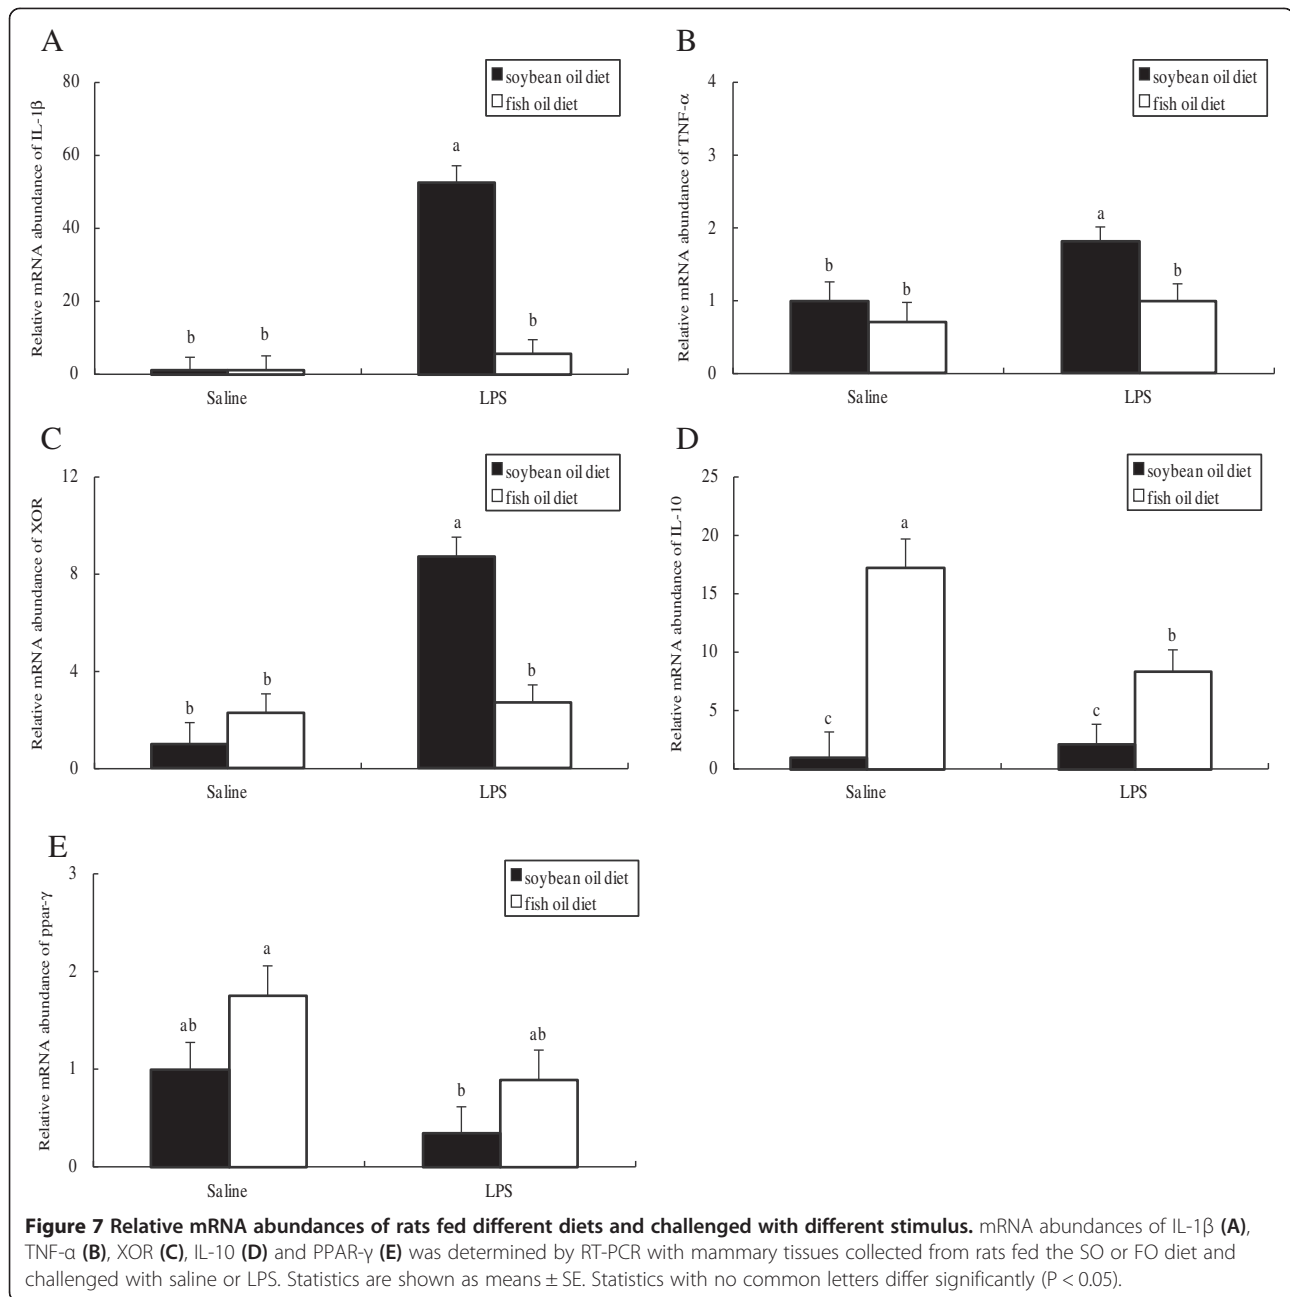 A
soybean oil diet
fish oil diet
Relative mRNA abundance of IL-1β
80
60
40
20
0
b
b
a
b
Saline
LPS
B
soybean oil diet
fish oil diet
Relative mRNA abundance of TNF-α
4
3
2
1
0
b
b
a
b
Saline
LPS
C
soybean oil diet
fish oil diet
Relative mRNA abundance of XOR
12
8
4
0
b
b
a
b
Saline
LPS
D
soybean oil diet
fish oil diet
Relative mRNA abundance of IL-10
25
20
15
10
5
0
c
a
c
b
Saline
LPS
E
soybean oil diet
fish oil diet
Relative mRNA abundance of ppar-γ
3
2
1
0
ab
a
b
ab
Saline
LPS
Figure 7 Relative mRNA abundances of rats fed different diets and challenged with different stimulus. mRNA abundances of IL-1β (A),
TNF-α (B), XOR (C), IL-10 (D) and PPAR-γ (E) was determined by RT-PCR with mammary tissues collected from rats fed the SO or FO diet and
challenged with saline or LPS. Statistics are shown as means ± SE. Statistics with no common letters differ significantly (P < 0.05).